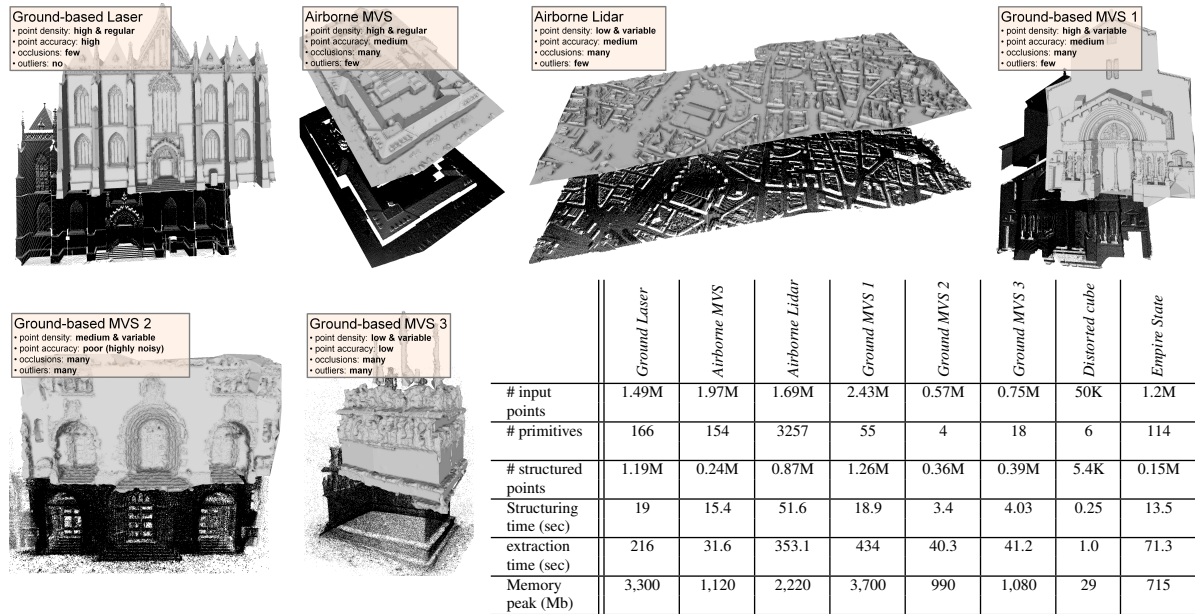 Ground-based Laser
• point density: high & regular
• point accuracy: high
• occlusions: few
• outliers: no
Airborne MVS
• point density: high & regular
• point accuracy: medium
• occlusions: many
• outliers: few
Airborne Lidar
• point density: low & variable
• point accuracy: medium
• occlusions: many
• outliers: few
Ground-based MVS 1
• point density: high & variable
• point accuracy: medium
• occlusions: many
• outliers: few
Ground-based MVS 2
• point density: medium & variable
• point accuracy: poor (highly noisy)
• occlusions: many
• outliers: many
Ground-based MVS 3
• point density: low & variable
• point accuracy: low
• occlusions: many
• outliers: many
Ground Laser Airborne MVS Airborne Lidar Ground MVS 1 Ground MVS 2 Ground MVS 3 Distorted cube Empire State
# input
points 1.49M 1.97M 1.69M 2.43M 0.57M 0.75M 50K 1.2M
# primitives 166 154 3257 55 4 18 6 114
# structured
points 1.19M 0.24M 0.87M 1.26M 0.36M 0.39M 5.4K 0.15M
Structuring
time (sec) 19 15.4 51.6 18.9 3.4 4.03 0.25 13.5
extraction
time (sec) 216 31.6 353.1 434 40.3 41.2 1.0 71.3
Memory
peak (Mb) 3,300 1,120 2,220 3,700 990 1,080 29 715